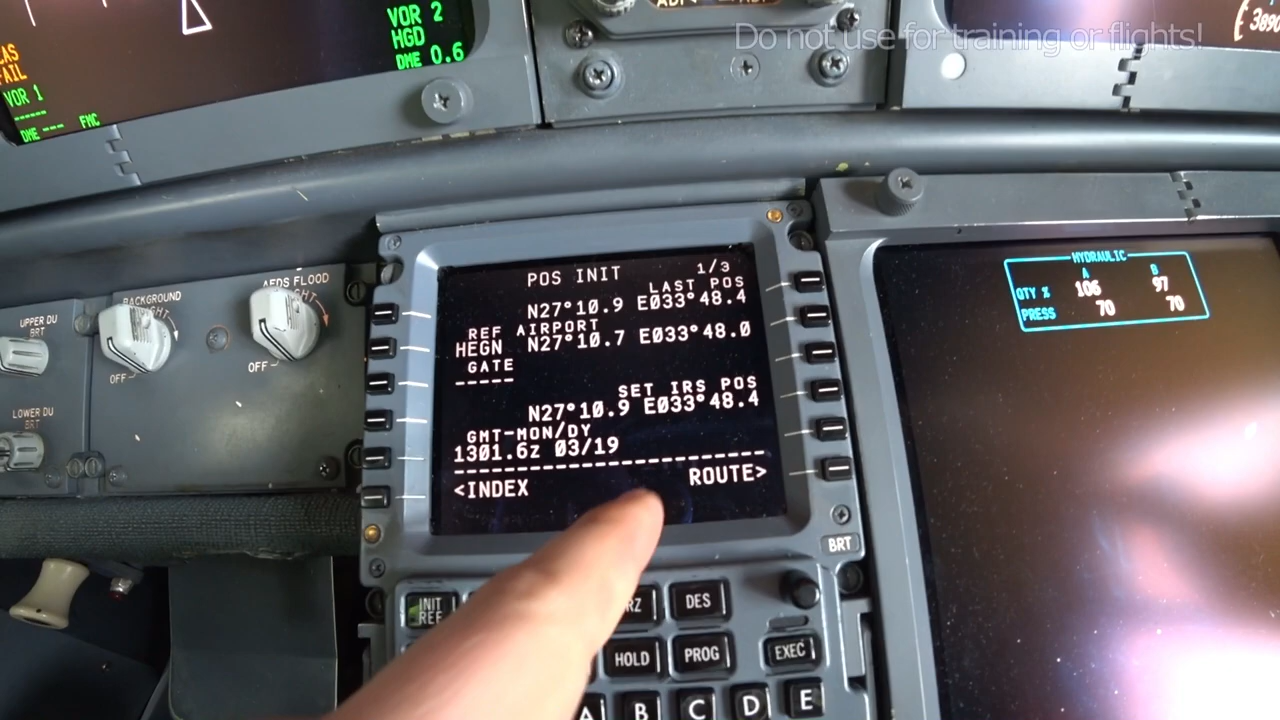 VOR 2
HGD
DME 0.6
Do not use for training or flights!
FAIL
VOR 1
DME --- FMC
POS INIT 1/3
LAST POS
N27°10.9 E033°48.4
REF AIRPORT
HEGN N27°10.7 E033°48.0
GATE
-----
SET IRS POS
N27°10.9 E033°48.4
GMT-MON/DY
1301.6z 03/19
<INDEX ROUTE>
HYDRAULIC
A B
QTY % 106 97
PRESS 70 70
UPPER DU
BRT
BACKGROUND
OFF
AFDS FLOOD
OFF
LOWER DU
BRT
BRT
INIT
REF
DES
HOLD
PROG
EXEC
A
B
C
D
E